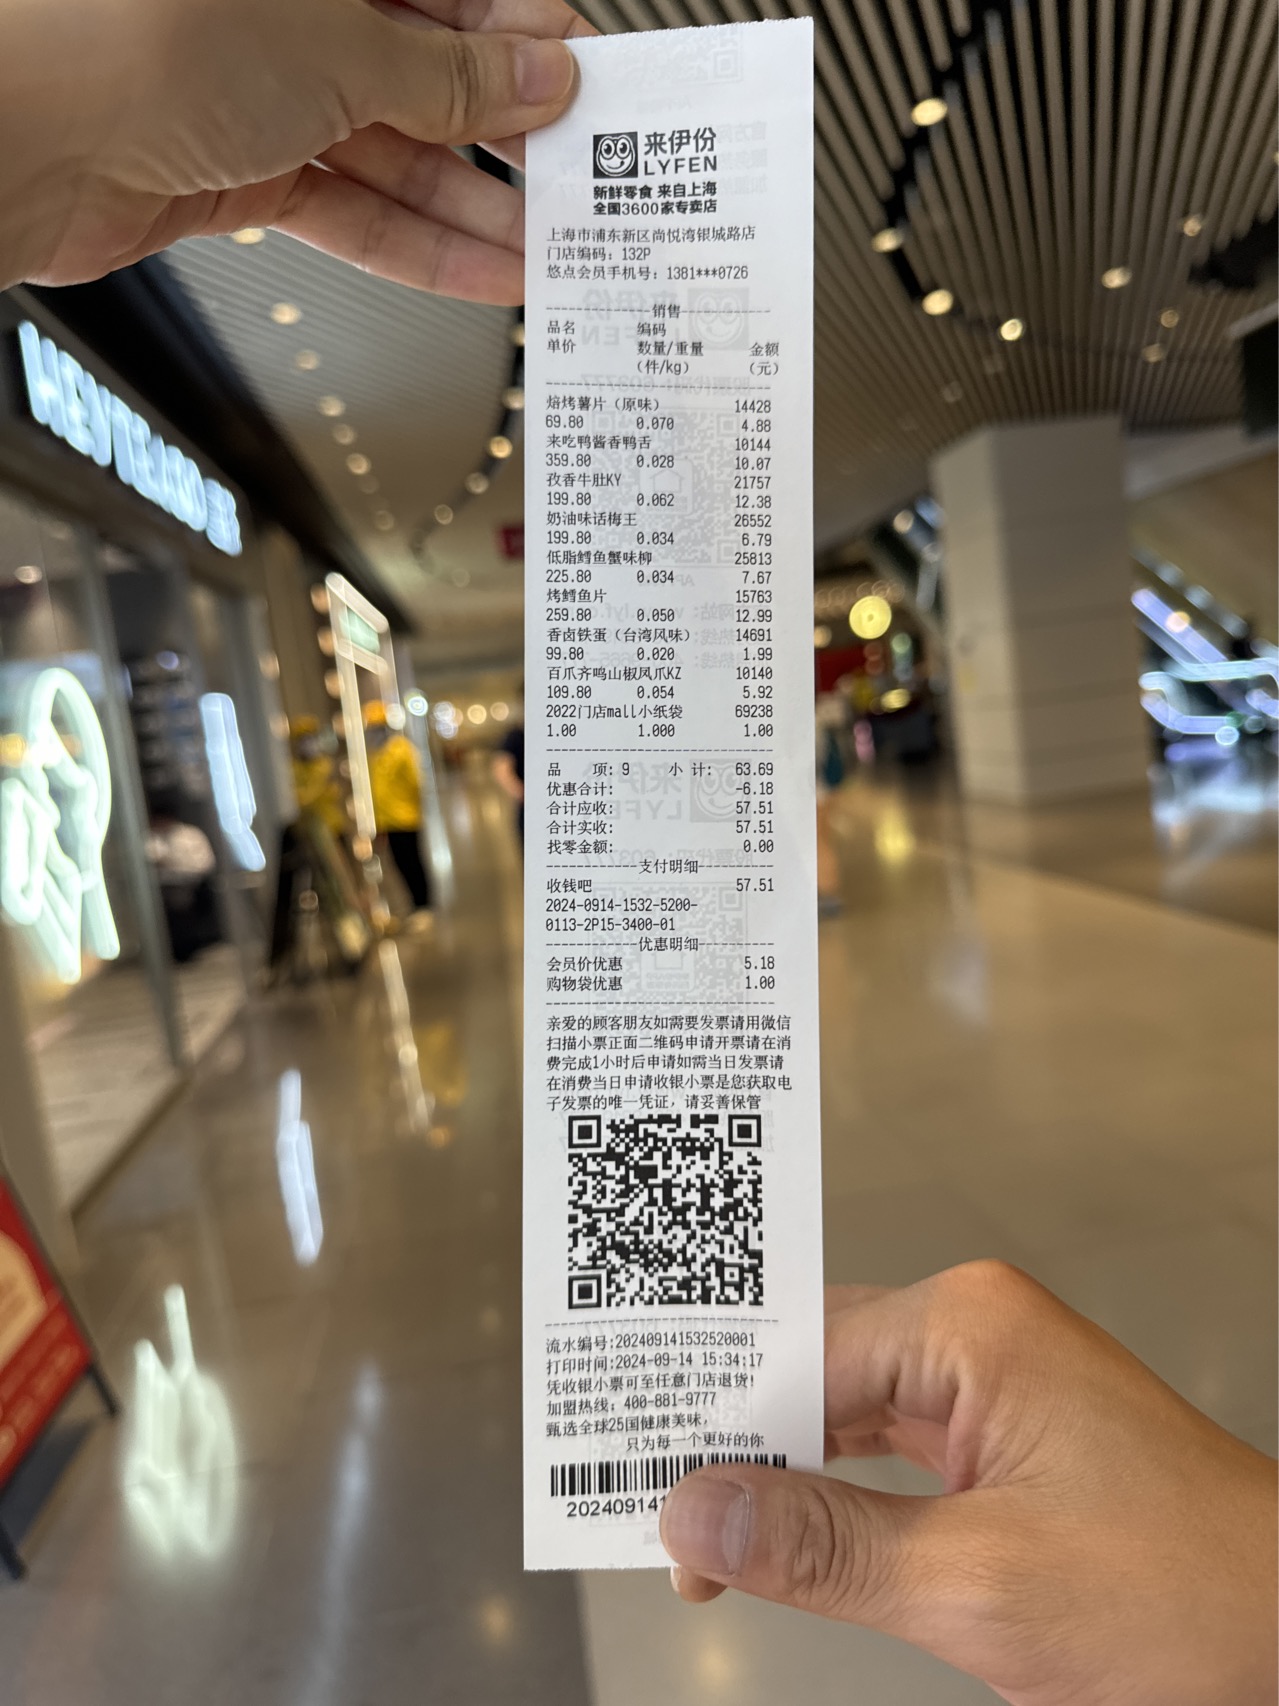 来伊份
LYFEN
新鲜零食 来自上海
全国3600家专卖店
上海市浦东新区尚悦湾银城路店
门店编码：132P
悠点会员手机号：1381***0726
销售
品名 编码
单价 数量/重量 金额
（件/kg） （元）
焙烤薯片（原味） 14428
69.80 0.070 4.88
来吃鸭酱香鸭舌 10144
359.80 0.028 10.07
孜香牛肚KY 21757
199.80 0.062 12.38
奶油味话梅王 26552
199.80 0.034 6.79
低脂鳕鱼蟹味柳 25813
225.80 0.034 7.67
烤鳕鱼片 15763
259.80 0.050 12.99
香卤铁蛋（台湾风味） 14691
99.80 0.020 1.99
百爪齐鸣山椒凤爪KZ 10140
109.80 0.054 5.92
2022门店mall小纸袋 69238
1.00 1.000 1.00
品 项: 9 小 计: 63.69
优惠合计: -6.18
合计应收: 57.51
合计实收: 57.51
找零金额: 0.00
支付明细
收钱吧 57.51
2024-0914-1532-5200-
0113-2P15-3400-01
优惠明细
会员价优惠 5.18
购物袋优惠 1.00
亲爱的顾客朋友如需要发票请用微信
扫描小票正面二维码申请开票请在消
费完成1小时后申请如需当日发票请
在消费当日申请收银小票是您获取电
子发票的唯一凭证，请妥善保管
流水编号:202409141532520001
打印时间:2024-09-14 15:34:17
凭收银小票可至任意门店退货!
加盟热线：400-881-9777
甄选全球25国健康美味，
只为每一个更好的你
202409141